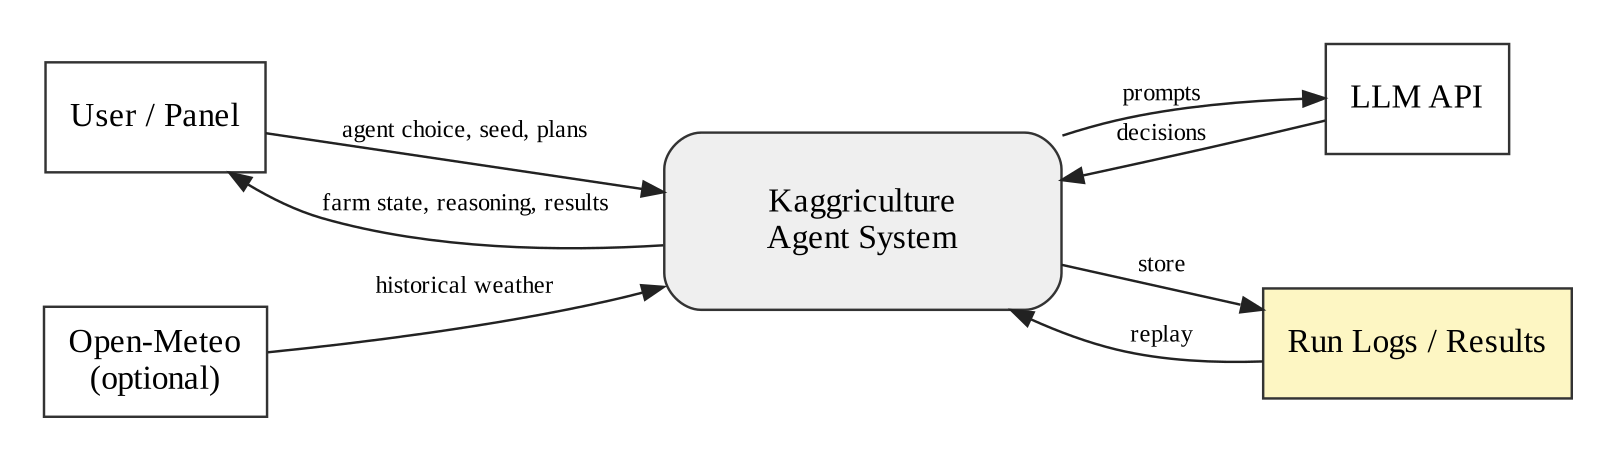 User / Panel
agent choice, seed, plans
farm state, reasoning, results
Open-Meteo
(optional)
historical weather
Kaggriculture
Agent System
prompts
decisions
LLM API
store
replay
Run Logs / Results